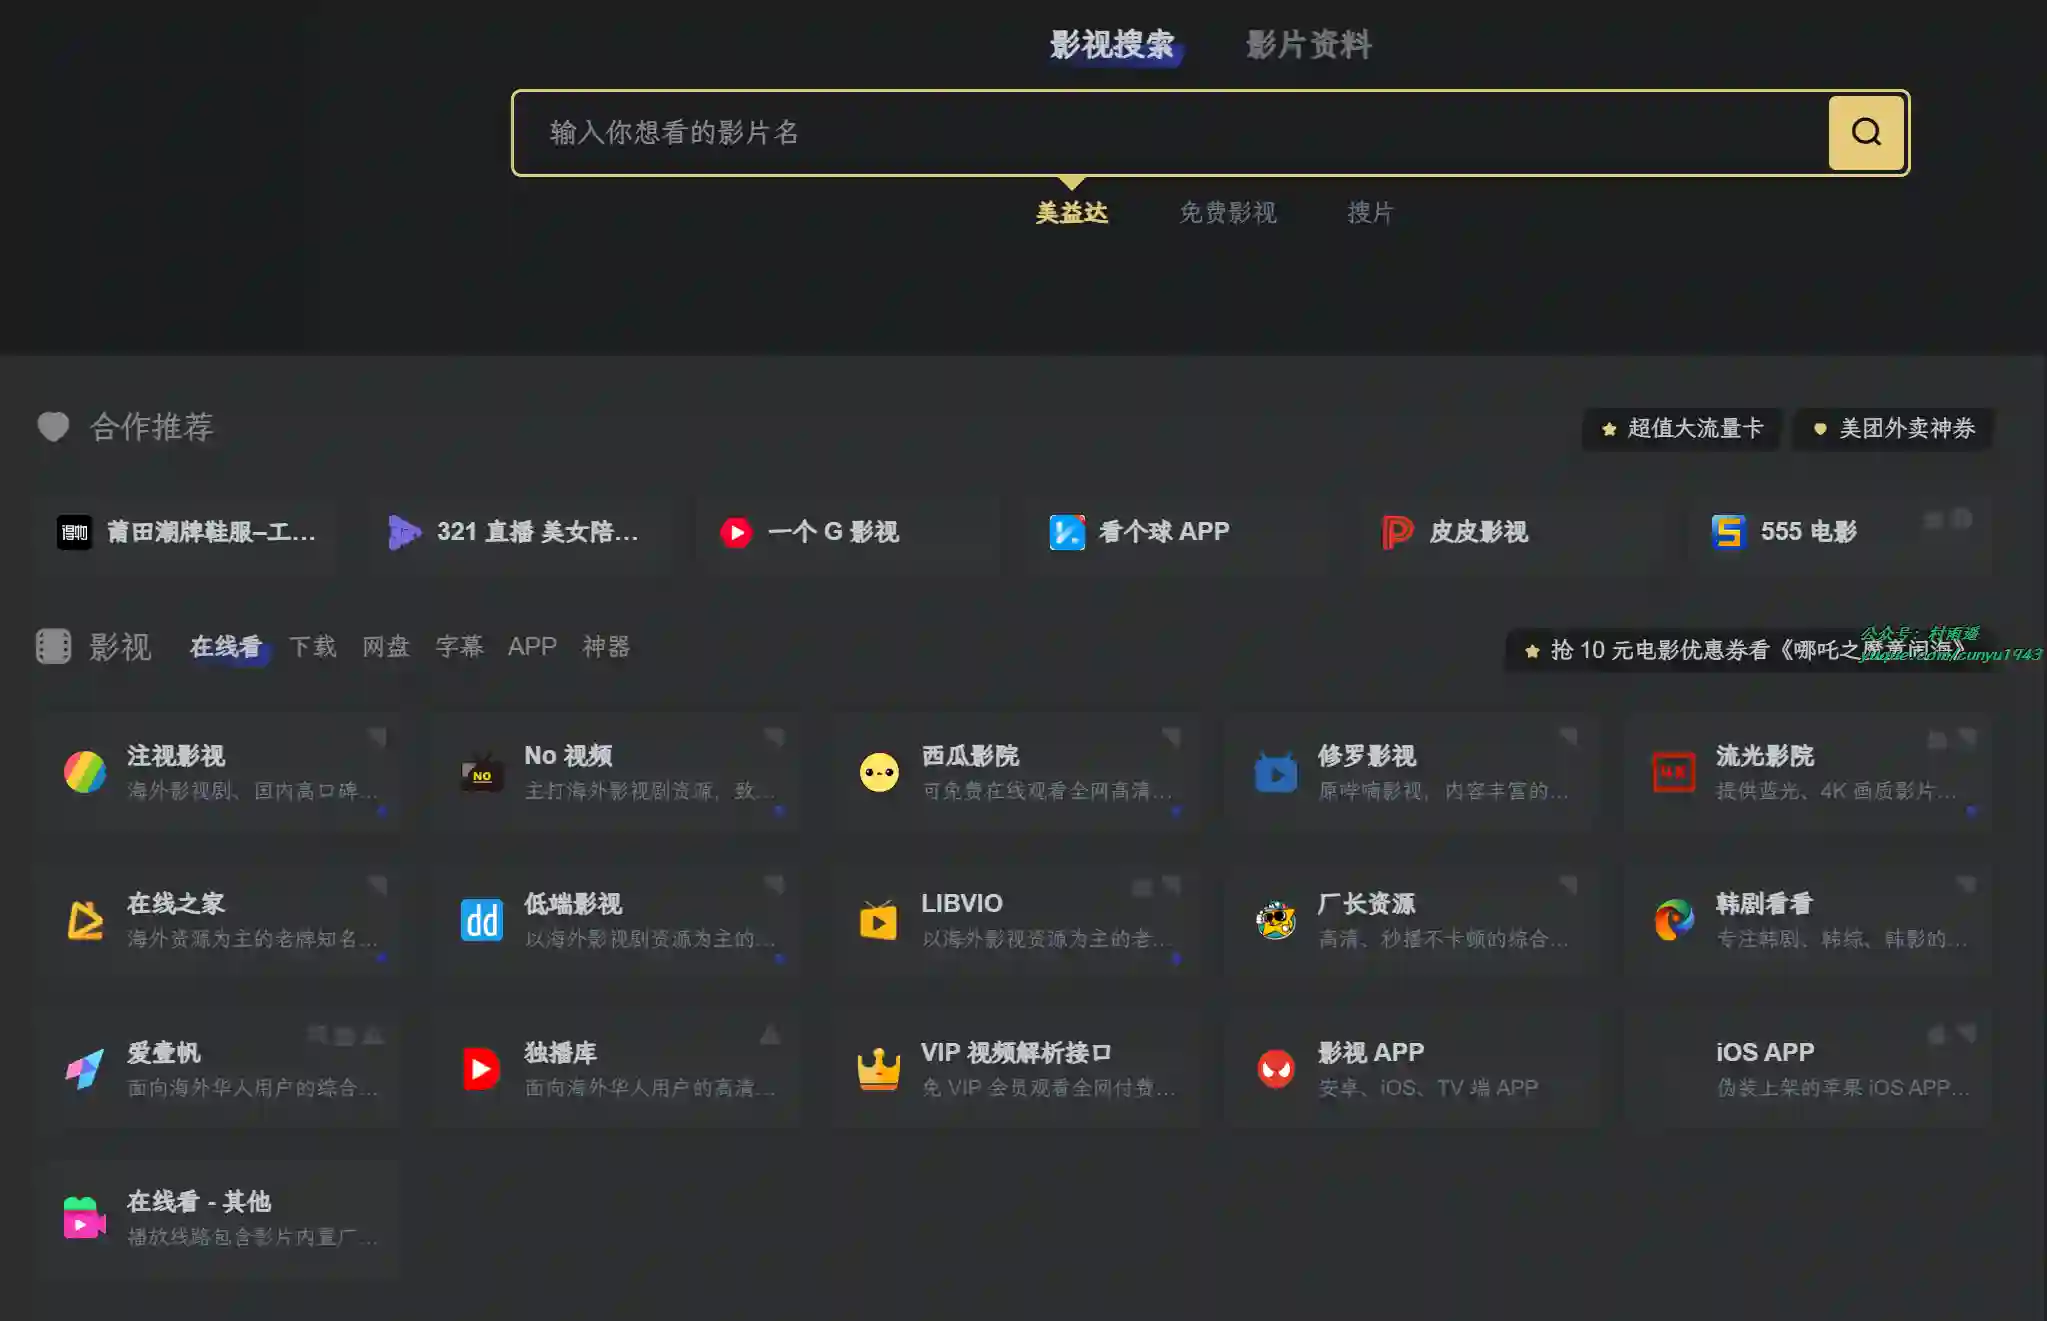 影视搜索 影片资料
输入你想看的影片名
美益达 免费影视 搜片
合作推荐 超值大流量卡 美团外卖神券
得物 莆田潮牌鞋服–工... 321 直播 美女陪... 一个 G 影视 看个球 APP 皮皮影视 555 电影
公众号：村雨遥
影视 在线看 下载 网盘 字幕 APP 神器 抢 10 元电影优惠券看《哪吒之魔童闹海》
yuque.com/cunyu1943
注视影视 No 视频 西瓜影院 修罗影视 流光影院
NO
海外影视剧、国内高口碑... 主打海外影视剧资源，致... 可免费在线观看全网高清... 原哔嘀影视，内容丰富的... 提供蓝光、4K 画质影片...
在线之家 低端影视 LIBVIO 厂长资源 韩剧看看
dd
海外资源为主的老牌知名... 以海外影视剧资源为主的... 以海外影视资源为主的老... 高清、秒播不卡顿的综合... 专注韩剧、韩综、韩影的...
爱壹帆 独播库 VIP 视频解析接口 影视 APP iOS APP
面向海外华人用户的综合... 面向海外华人用户的高清... 免 VIP 会员观看全网付费... 安卓、iOS、TV 端 APP 伪装上架的苹果 iOS APP...
在线看 - 其他
播放线路包含影片内置广...